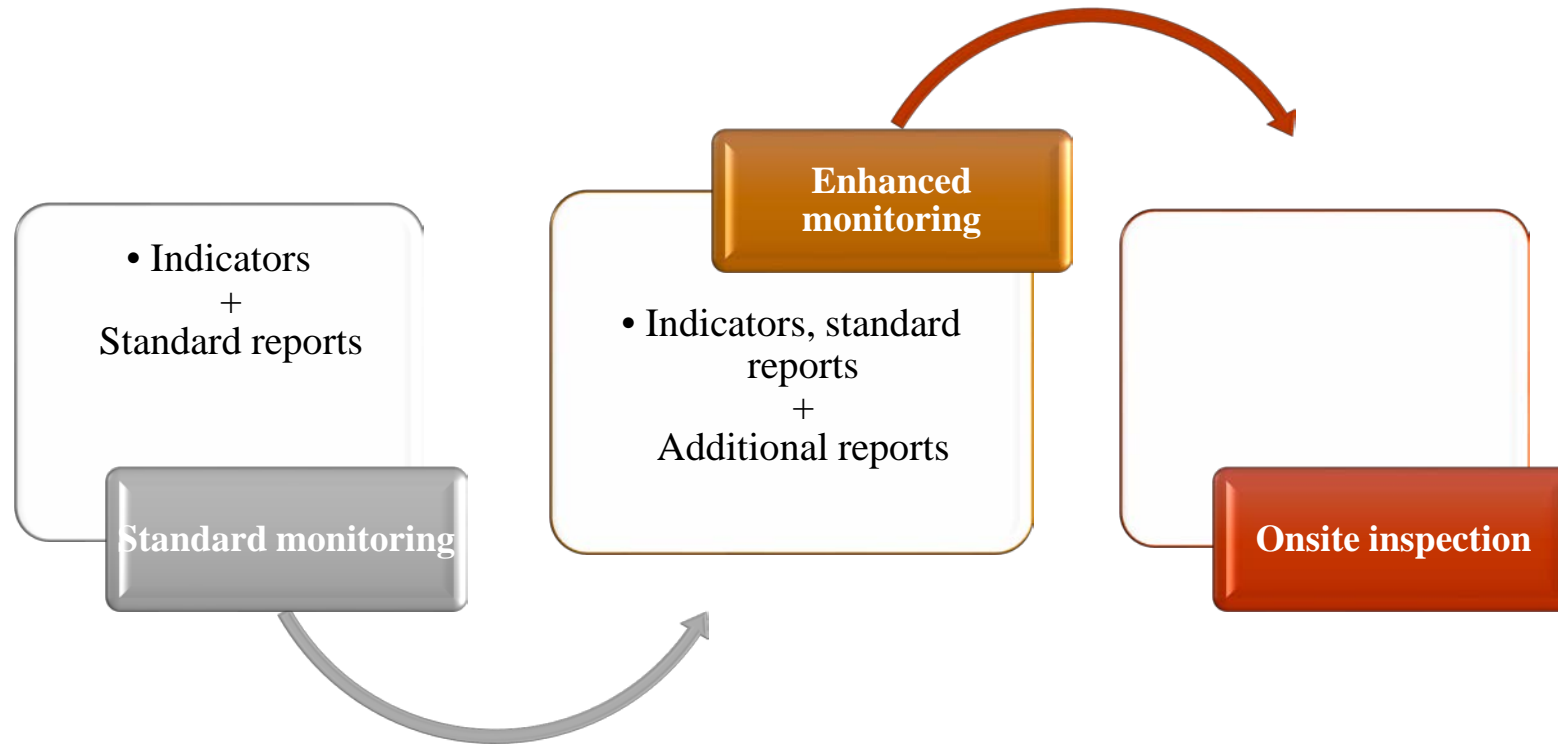 • Indicators
+
Standard reports
Standard monitoring
Enhanced
monitoring
• Indicators, standard
reports
+
Additional reports
Onsite inspection